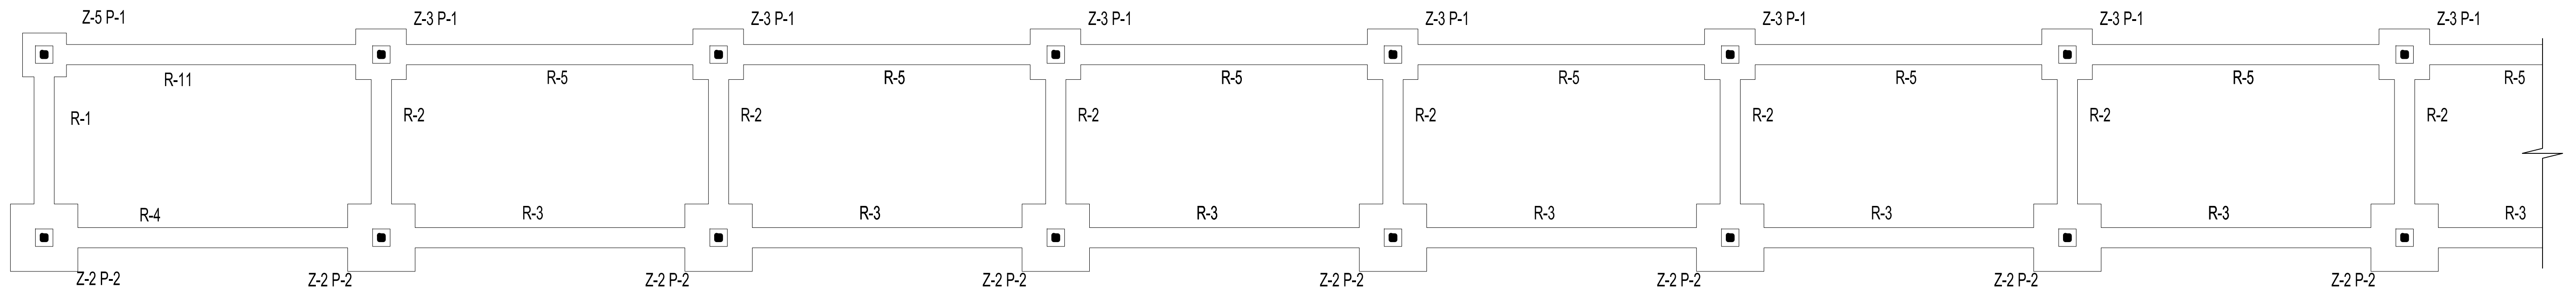 Z-5 P-1 Z-3 P-1 Z-3 P-1 Z-3 P-1 Z-3 P-1 Z-3 P-1 Z-3 P-1 Z-3 P-1
R-11 R-5 R-5 R-5 R-5 R-5 R-5 R-5
R-1 R-2 R-2 R-2 R-2 R-2 R-2 R-2
R-4 R-3 R-3 R-3 R-3 R-3 R-3 R-3
Z-2 P-2 Z-2 P-2 Z-2 P-2 Z-2 P-2 Z-2 P-2 Z-2 P-2 Z-2 P-2 Z-2 P-2